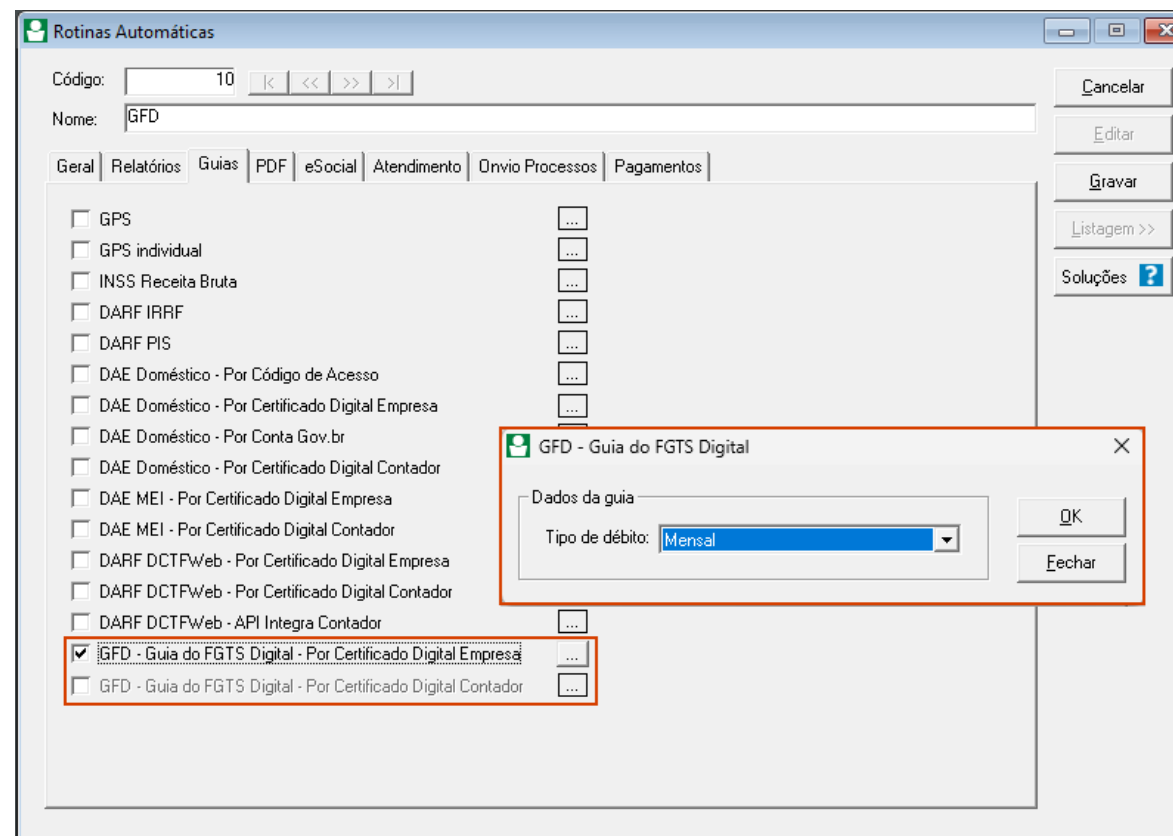 Rotinas Automáticas
Código: 10 |< << >> >|
Nome: GFD
Cancelar
Editar
Gravar
Listagem >>
Soluções ?
Geral Relatórios Guias PDF eSocial Atendimento Onvio Processos Pagamentos
GPS ...
GPS individual ...
INSS Receita Bruta ...
DARF IRRF ...
DARF PIS ...
DAE Doméstico - Por Código de Acesso ...
DAE Doméstico - Por Certificado Digital Empresa ...
DAE Doméstico - Por Conta Gov.br
DAE Doméstico - Por Certificado Digital Contador
DAE MEI - Por Certificado Digital Empresa
DAE MEI - Por Certificado Digital Contador
DARF DCTFWeb - Por Certificado Digital Empresa
DARF DCTFWeb - Por Certificado Digital Contador
DARF DCTFWeb - API Integra Contador ...
GFD - Guia do FGTS Digital - Por Certificado Digital Empresa ...
GFD - Guia do FGTS Digital - Por Certificado Digital Contador ...
GFD - Guia do FGTS Digital
Dados da guia
Tipo de débito: Mensal
OK
Fechar